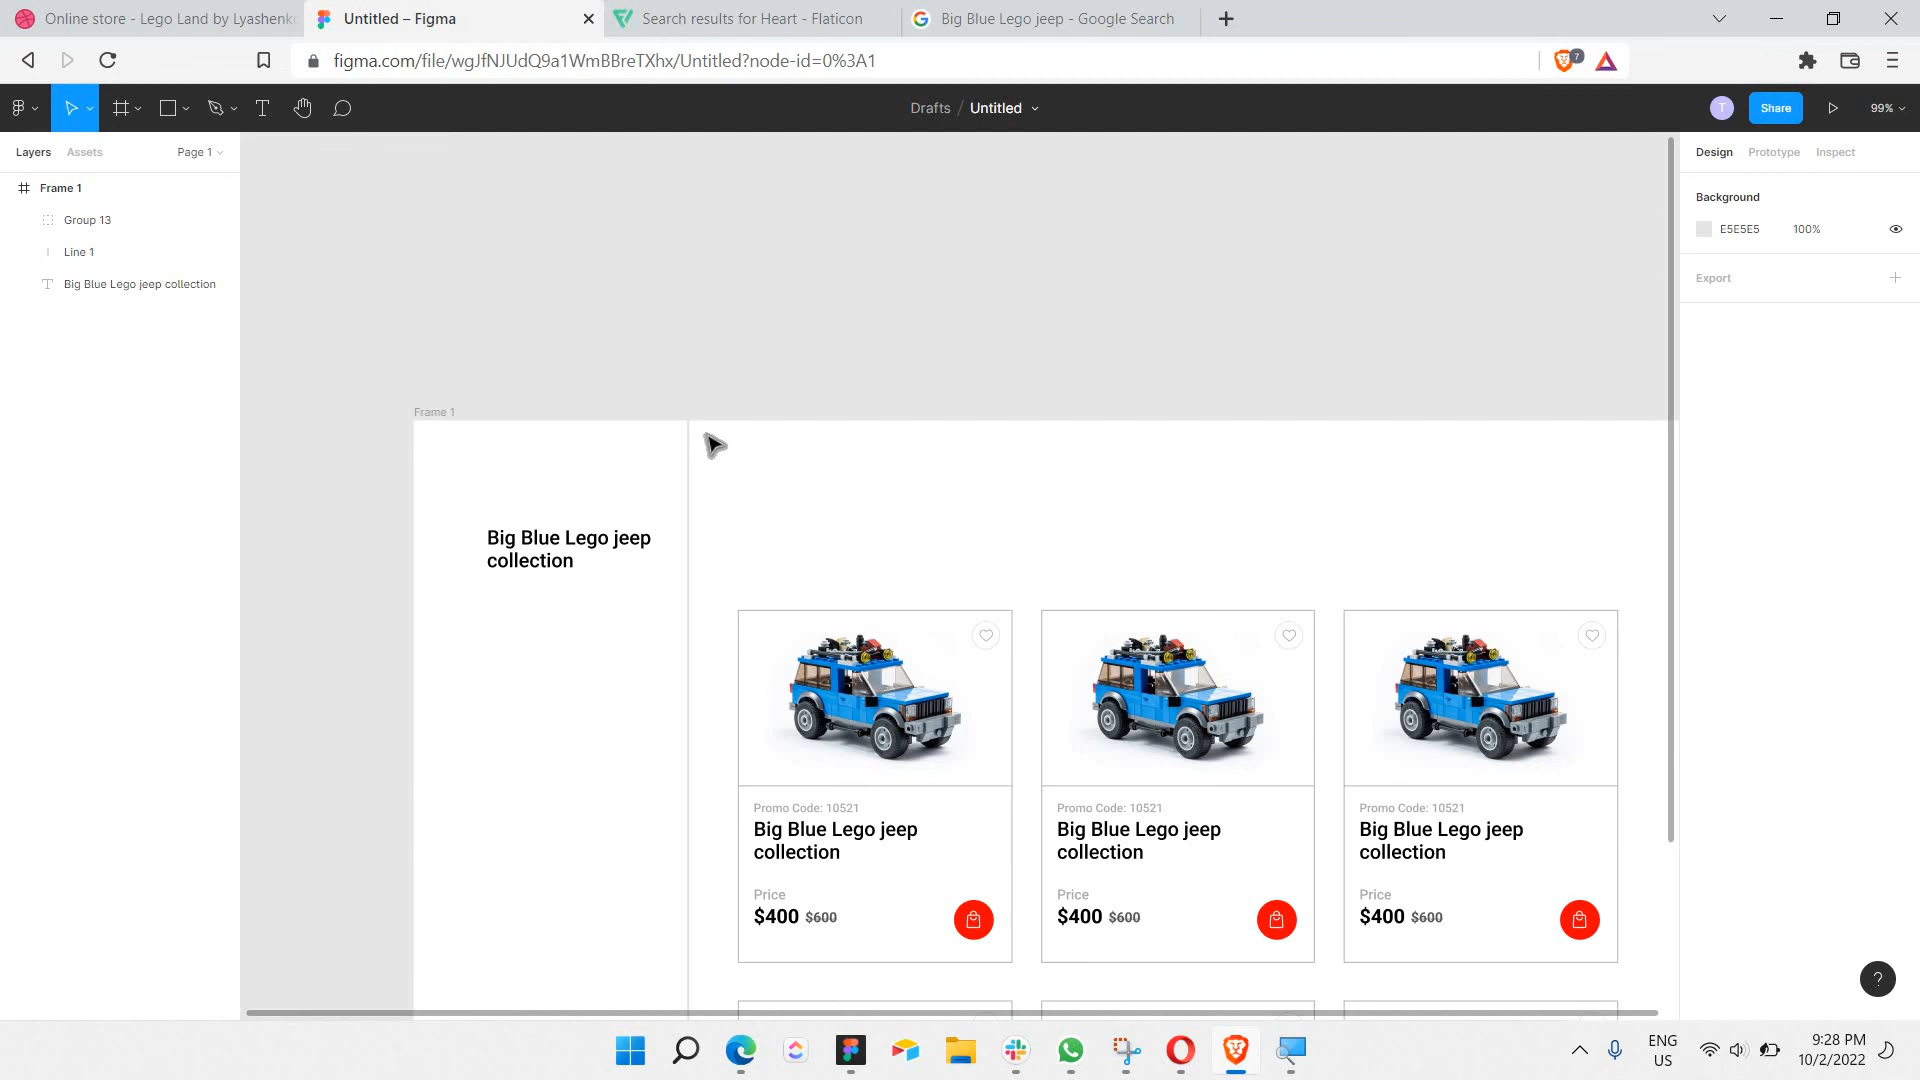 Online store - Lego Land by Lyashenko
Untitled – Figma
Search results for Heart - Flaticon
Big Blue Lego jeep - Google Search
figma.com/file/wgJfNJUdQ9a1WmBBreTXhx/Untitled?node-id=0%3A1
7
Drafts / Untitled
T
Share
99%
Layers
Assets
Page 1
Design
Prototype
Inspect
Frame 1
Group 13
Line 1
Big Blue Lego jeep collection
Background
E5E5E5
100%
Export
Frame 1
Big Blue Lego jeep
collection
Promo Code: 10521
Big Blue Lego jeep
collection
Price
$400 $600
Promo Code: 10521
Big Blue Lego jeep
collection
Price
$400 $600
Promo Code: 10521
Big Blue Lego jeep
collection
Price
$400 $600
?
ENG
US
9:28 PM
10/2/2022